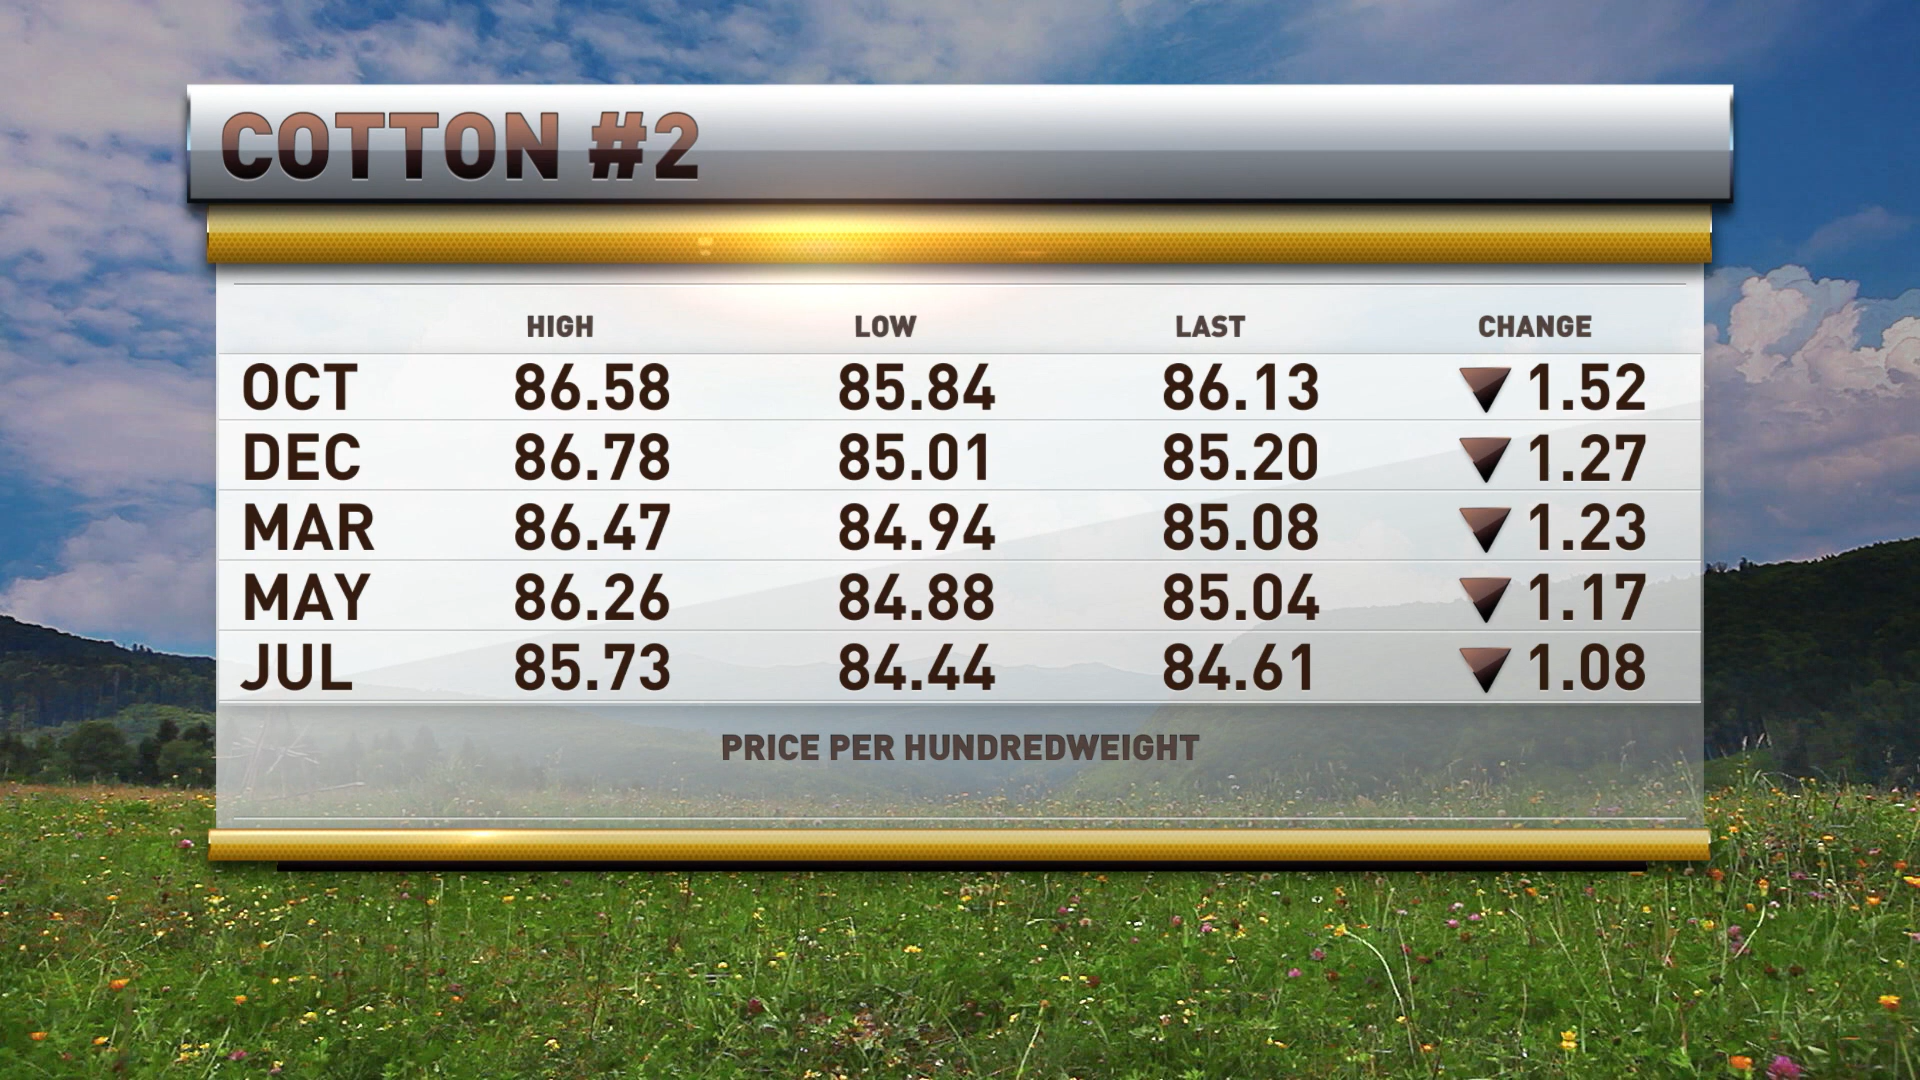 COTTON #2
HIGH LOW LAST CHANGE
OCT 86.58 85.84 86.13 ▼ 1.52
DEC 86.78 85.01 85.20 ▼ 1.27
MAR 86.47 84.94 85.08 ▼ 1.23
MAY 86.26 84.88 85.04 ▼ 1.17
JUL 85.73 84.44 84.61 ▼ 1.08
PRICE PER HUNDREDWEIGHT